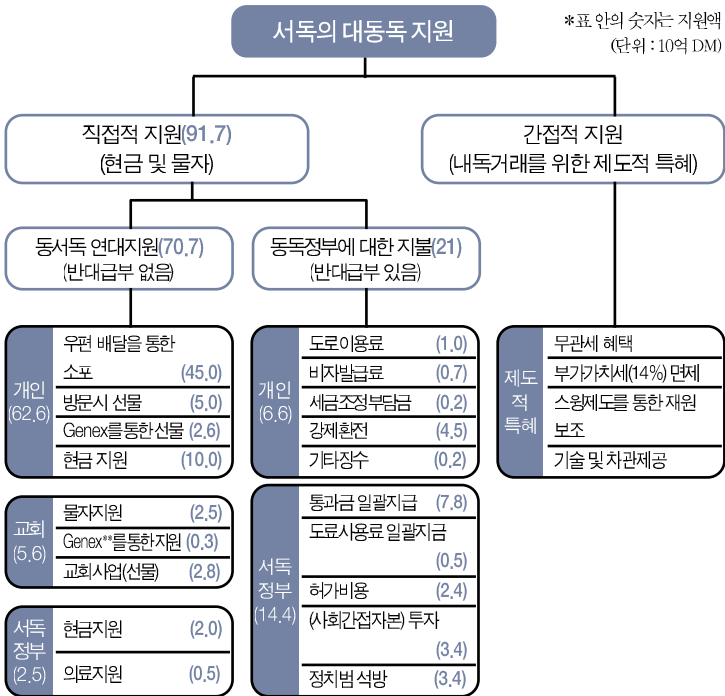 서독의 대동독 지원
*표 안의 숫자는 지원액
(단위 : 10억 DM)
직접적 지원(91.7)
(현금 및 물자)
간접적 지원
(내독거래를 위한 제도적 특혜)
동서독 연대지원(70.7)
(반대급부 없음)
동독정부에 대한 지불(21)
(반대급부 있음)
개인
(62.6)
우편 배달을 통한
소포 (45.0)
방문시 선물 (5.0)
Genex를 통한 선물 (2.6)
현금 지원 (10.0)
교회
(5.6)
물자지원 (2.5)
Genex**를 통한 지원 (0.3)
교회사업(선물) (2.8)
서독
정부
(2.5)
현금지원 (2.0)
의료지원 (0.5)
개인
(6.6)
도로이용료 (1.0)
비자발급료 (0.7)
세금조정부담금 (0.2)
강제환전 (4.5)
기타징수 (0.2)
서독
정부
(14.4)
통과금 일괄지급 (7.8)
도료사용료 일괄지금
(0.5)
허가비용 (2.4)
(사회간접자본) 투자
(3.4)
정치범 석방 (3.4)
제도
적
특혜
무관세 혜택
부가가치세(14%) 면제
스윙제도를 통한 재원
보조
기술 및 차관제공